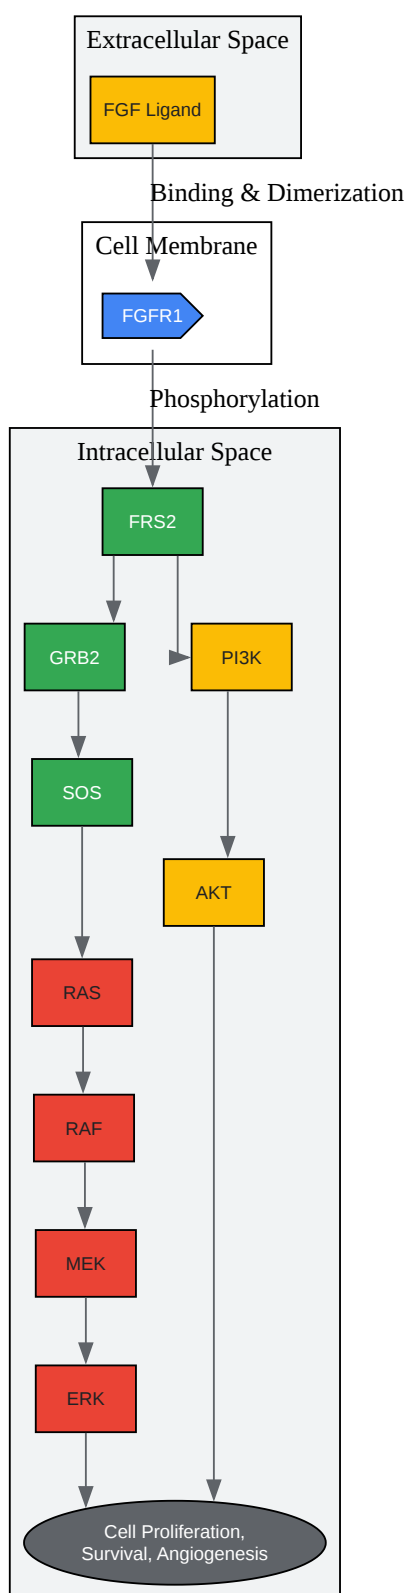 Extracellular Space
FGF Ligand
Binding & Dimerization
Cell Membrane
FGFR1
Phosphorylation
Intracellular Space
FRS2
GRB2
PI3K
SOS
AKT
RAS
RAF
MEK
ERK
Cell Proliferation,
Survival, Angiogenesis